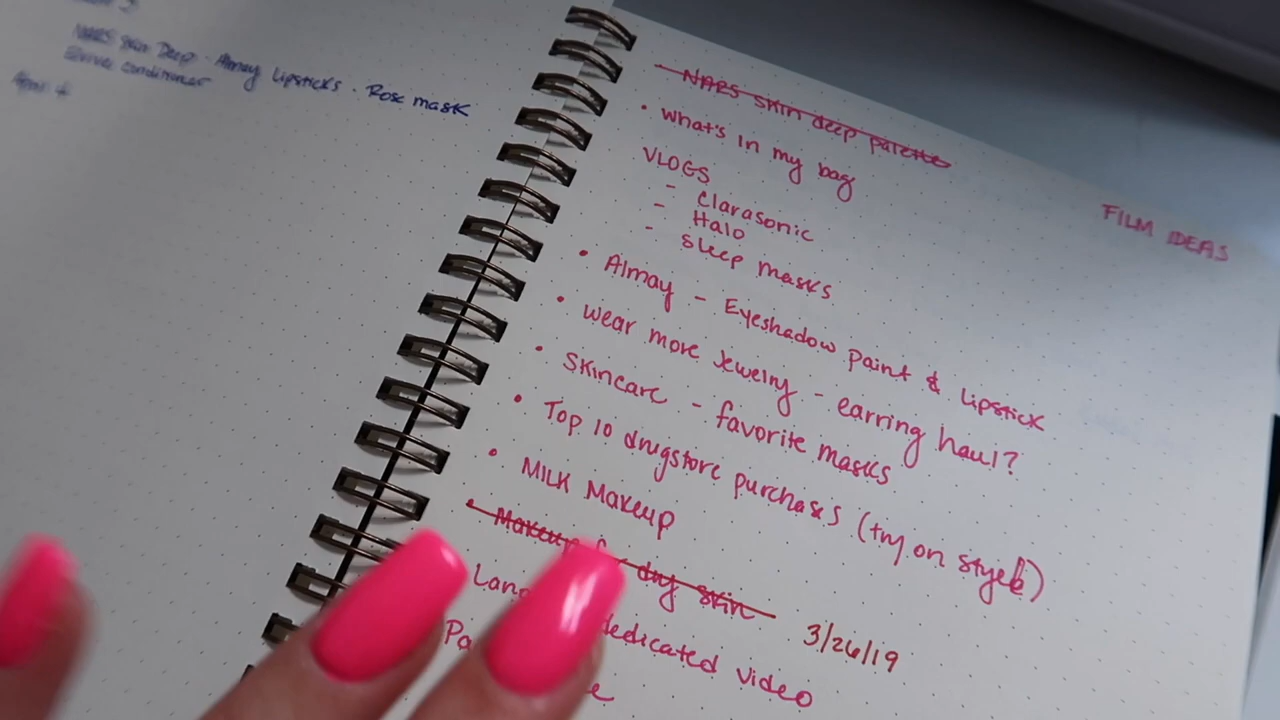 NARS Skin Deep · Almay Lipsticks · Rose mask
conditioner
NARS skin deep palette
FILM IDEAS
• what's in my bag
VLOGS
- clarasonic
- Halo
- sleep masks
• Almay - Eyeshadow paint & lipstick
• wear more jewelry - earring haul?
• Skincare - favorite masks
• Top 10 drugstore purchases (try on style)
• MILK Makeup
• Makeup dry skin 3/26/19
dedicated video